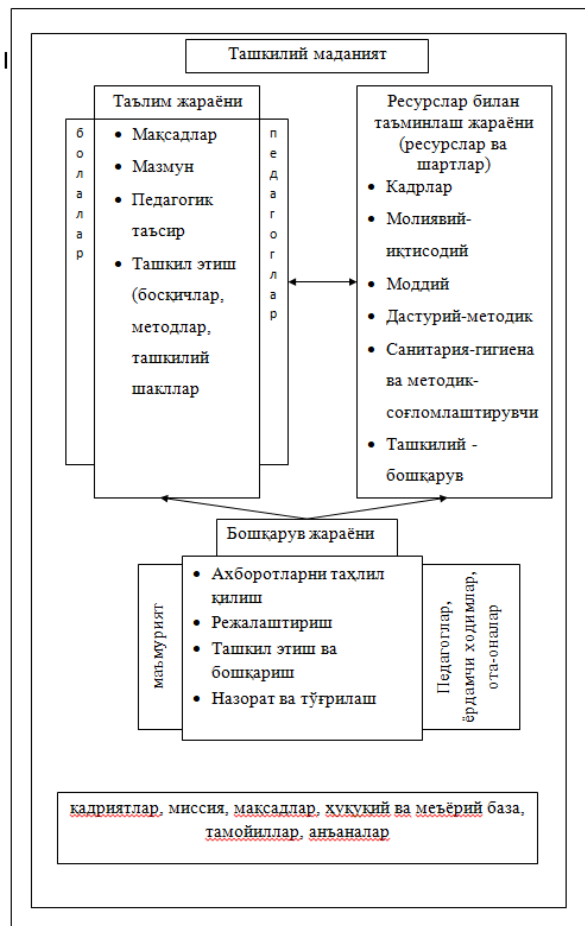 Ташкилий маданият
Таълим жараёни
болалар
• Мақсадлар
• Мазмун
• Педагогик
таъсир
• Ташкил этиш
(босқичлар,
методлар,
ташкилий
шакллар
педагоглар
Ресурслар билан
таъминлаш жараёни
(ресурслар ва
шартлар)
• Кадрлар
• Молиявий-
иқтисодий
• Моддий
• Дастурий-методик
• Санитария-гигиена
ва методик-
соғломлаштирувчи
• Ташкилий -
бошқарув
Бошқарув жараёни
маъмурият
• Ахборотларни таҳлил
қилиш
• Режалаштириш
• Ташкил этиш ва
бошқариш
• Назорат ва тўғрилаш
Педагоглар,
ёрдамчи ходимлар,
ота-оналар
қадриятлар, миссия, мақсадлар, ҳуқуқий ва меъёрий база,
тамойиллар, анъаналар